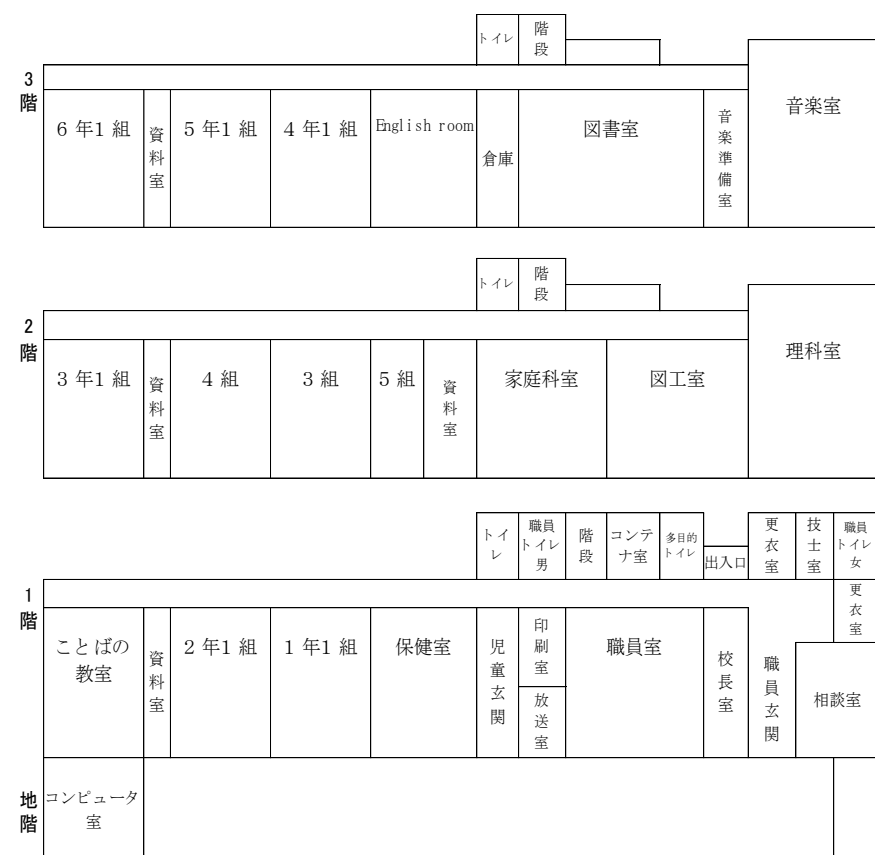 トイレ
階
段
3
階
6 年1 組
資
料
室
5 年1 組
4 年1 組
English room
倉庫
図書室
音
楽
準
備
室
音楽室
トイレ
階
段
2
階
3 年1 組
資
料
室
4 組
3 組
5 組
資
料
室
家庭科室
図工室
理科室
トイ
レ
職員
トイレ
男
階
段
コンテ
ナ室
多目的
トイレ
出入口
更
衣
室
技
士
室
職員
トイレ
女
1
階
ことばの
教室
資
料
室
2 年1 組
1 年1 組
保健室
児
童
玄
関
印
刷
室
放
送
室
職員室
校
長
室
職
員
玄
関
更
衣
室
相談室
地
階
コンピュータ
室